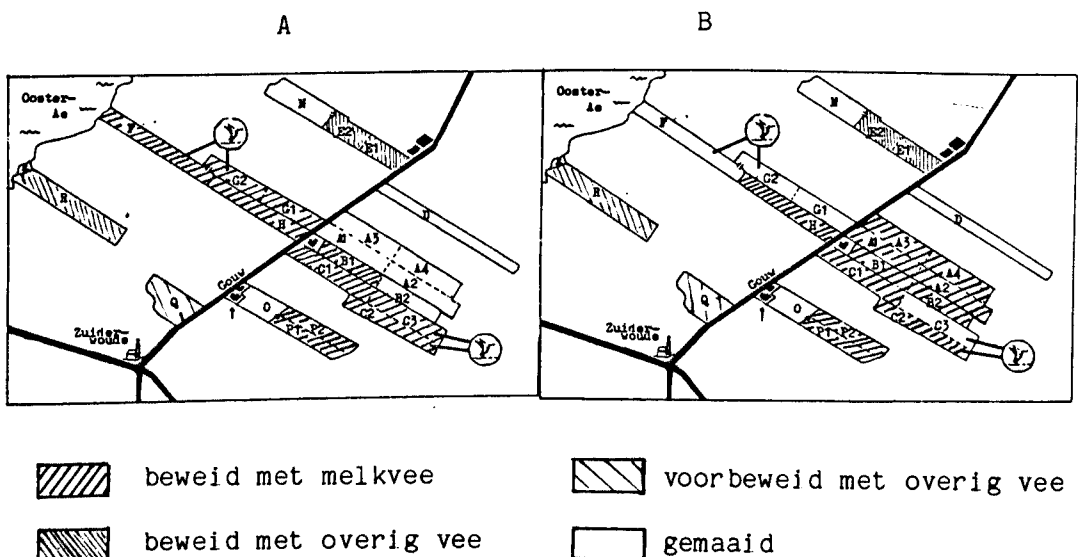 A
B
Ooster-
Ae
M
E2
E1
F
G2
G1
H
D
R
A1
A3
A4
B1
A2
C1
B2
C2
C3
Gouw
Q
O
P1
P2
Zuider-
woude
Ooster-
Ae
M
E2
E1
F
G2
G1
H
D
R
A1
A3
A4
B1
A2
C1
B2
C2
C3
Gouw
Q
O
P1
P2
Zuider-
woude
beweid met melkvee
voorbeweid met overig vee
beweid met overig vee
gemaaid